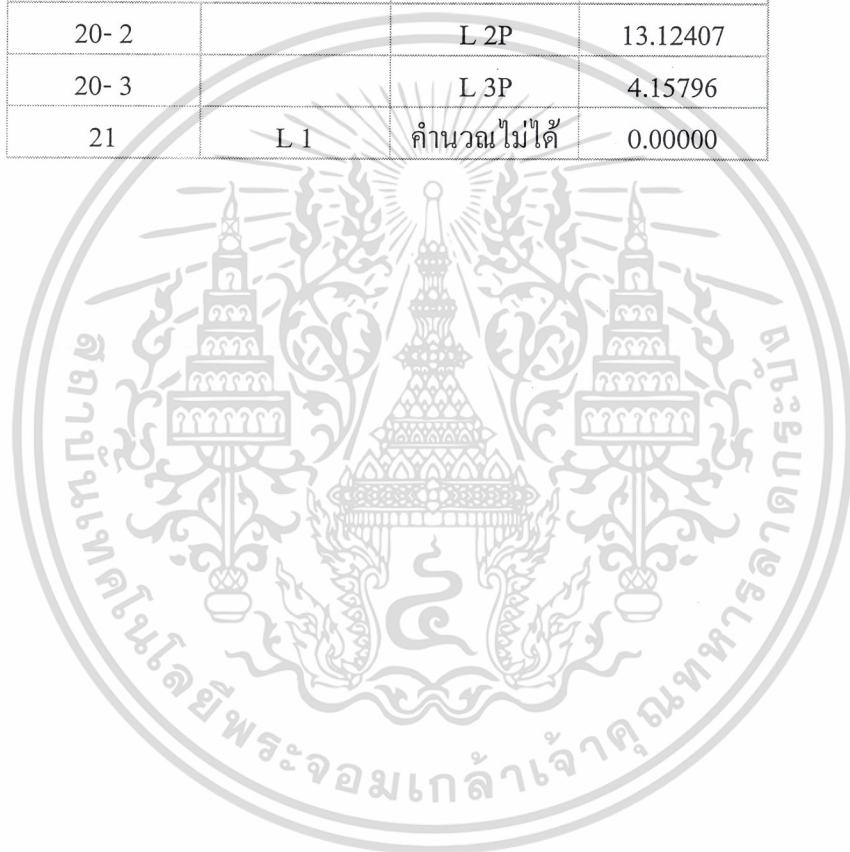 20- 2 L 2P 13.12407
20- 3 L 3P 4.15796
21 L 1 คำนวณไม่ได้ 0.00000
สถาบันเทคโนโลยีพระจอมเกล้าเจ้าคุณทหารลาดกระบัง